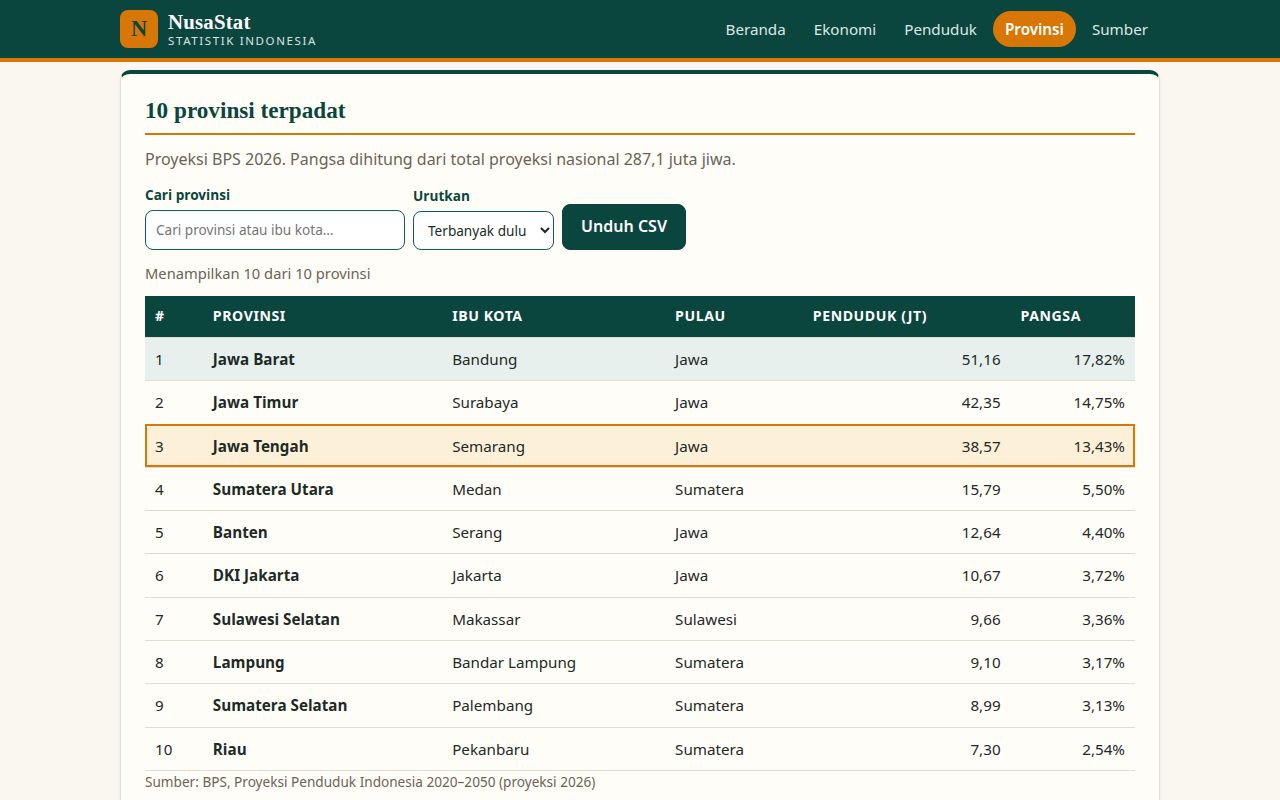 N
NusaStat
STATISTIK INDONESIA
Beranda Ekonomi Penduduk Provinsi Sumber
10 provinsi terpadat
Proyeksi BPS 2026. Pangsa dihitung dari total proyeksi nasional 287,1 juta jiwa.
Cari provinsi Urutkan
Cari provinsi atau ibu kota... Terbanyak dulu Unduh CSV
Menampilkan 10 dari 10 provinsi
# PROVINSI IBU KOTA PULAU PENDUDUK (JT) PANGSA
1 Jawa Barat Bandung Jawa 51,16 17,82%
2 Jawa Timur Surabaya Jawa 42,35 14,75%
3 Jawa Tengah Semarang Jawa 38,57 13,43%
4 Sumatera Utara Medan Sumatera 15,79 5,50%
5 Banten Serang Jawa 12,64 4,40%
6 DKI Jakarta Jakarta Jawa 10,67 3,72%
7 Sulawesi Selatan Makassar Sulawesi 9,66 3,36%
8 Lampung Bandar Lampung Sumatera 9,10 3,17%
9 Sumatera Selatan Palembang Sumatera 8,99 3,13%
10 Riau Pekanbaru Sumatera 7,30 2,54%
Sumber: BPS, Proyeksi Penduduk Indonesia 2020–2050 (proyeksi 2026)